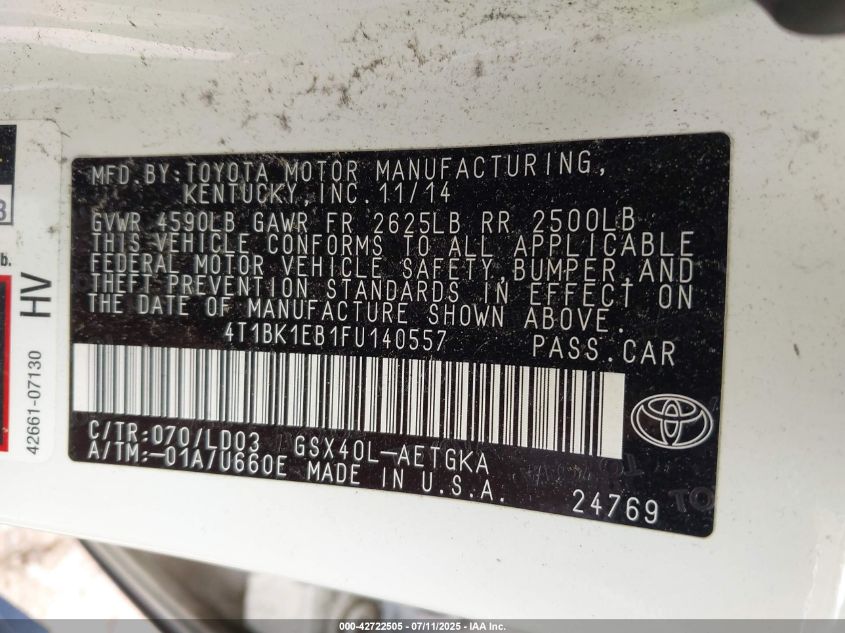 MFD.BY:TOYOTA MOTOR MANUFACTURING,
KENTUCKY,INC.11/14
GVWR 4590LB GAWR FR 2625LB RR 2500LB
THIS VEHICLE CONFORMS TO ALL APPLICABLE
FEDERAL MOTOR VEHICLE SAFETY,BUMPER,AND
THEFT PREVENTION STANDARDS IN EFFECT ON
THE DATE OF MANUFACTURE SHOWN ABOVE.
4T1BK1EB1FU140557 PASS.CAR
C/TR:070/LD03 GSX40L-AETGKA
A/TM:-01A/U660E MADE IN U.S.A.
24769
TO
b.
HV
42661-07130
000-42722505 - 07/11/2025 - IAA Inc.